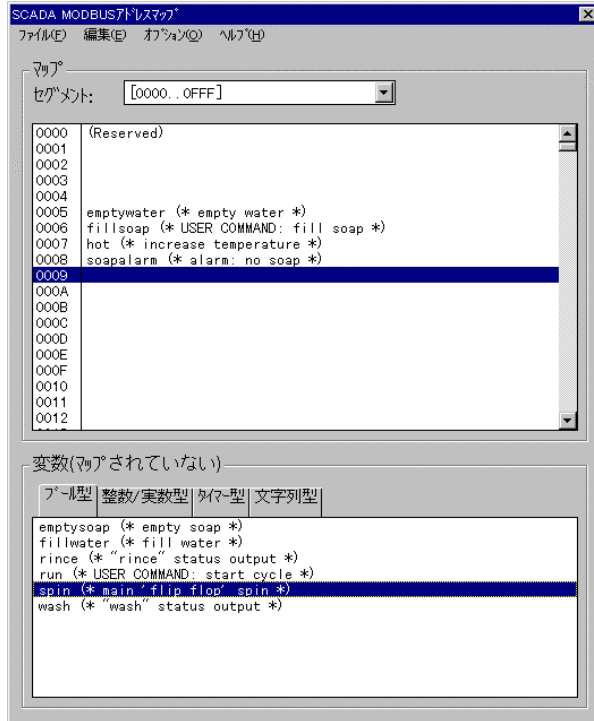 SCADA MODBUSｱﾄﾞﾚｽﾏｯﾌﾟ
ﾌｧｲﾙ(F) 編集(E) ｵﾌﾟｼｮﾝ(O) ﾍﾙﾌﾟ(H)
ﾏｯﾌﾟ
ｾｸﾞﾒﾝﾄ: [0000..0FFF]
0000 (Reserved)
0001
0002
0003
0004
0005 emptywater (* empty water *)
0006 fillsoap (* USER COMMAND: fill soap *)
0007 hot (* increase temperature *)
0008 soapalarm (* alarm: no soap *)
0009
000A
000B
000C
000D
000E
000F
0010
0011
0012
変数(ﾏｯﾌﾟされていない)
ﾌﾞｰﾙ型 整数/実数型 ﾀｲﾏｰ型 文字列型
emptysoap (* empty soap *)
fillwater (* fill water *)
rince (* "rince" status output *)
run (* USER COMMAND: start cycle *)
spin (* main 'flip flop' spin *)
wash (* "wash" status output *)